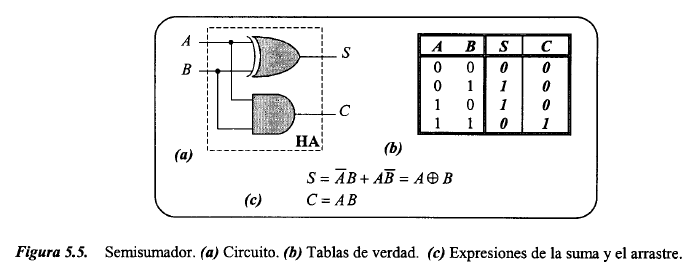 A
B
S
C
HA
(a)
A B S C
0 0 0 0
0 1 1 0
1 0 1 0
1 1 0 1
(b)
S = A̅B + AB̅ = A ⊕ B
(c) C = A B
Figura 5.5. Semisumador. (a) Circuito. (b) Tablas de verdad. (c) Expresiones de la suma y el arrastre.